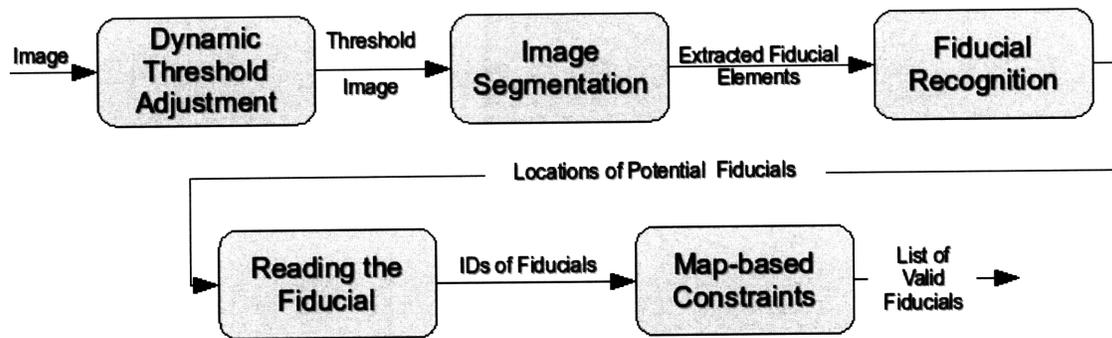 Image
Dynamic
Threshold
Adjustment
Threshold
Image
Image
Segmentation
Extracted Fiducial
Elements
Fiducial
Recognition
Locations of Potential Fiducials
Reading the
Fiducial
IDs of Fiducials
Map-based
Constraints
List of
Valid
Fiducials